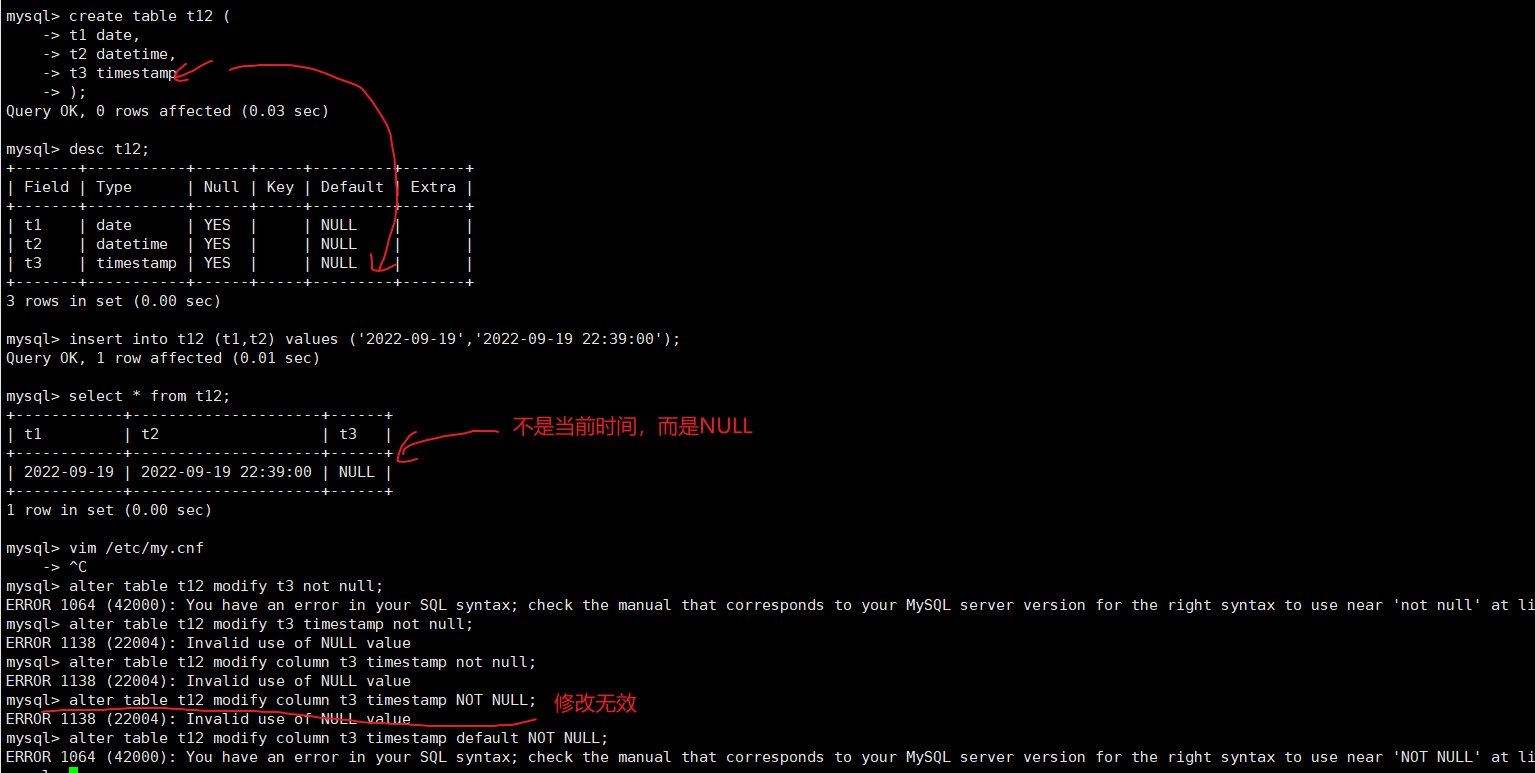 mysql> create table t12 (
    -> t1 date,
    -> t2 datetime,
    -> t3 timestamp
    -> );
Query OK, 0 rows affected (0.03 sec)
mysql> desc t12;
+-------+-----------+------+-----+---------+-------+
| Field | Type      | Null | Key | Default | Extra |
+-------+-----------+------+-----+---------+-------+
| t1    | date      | YES  |     | NULL    |       |
| t2    | datetime  | YES  |     | NULL    |       |
| t3    | timestamp | YES  |     | NULL    |       |
+-------+-----------+------+-----+---------+-------+
3 rows in set (0.00 sec)
mysql> insert into t12 (t1,t2) values ('2022-09-19','2022-09-19 22:39:00');
Query OK, 1 row affected (0.01 sec)
mysql> select * from t12;
+------------+---------------------+------+
| t1         | t2                  | t3   |
不是当前时间，而是NULL
+------------+---------------------+------+
| 2022-09-19 | 2022-09-19 22:39:00 | NULL |
+------------+---------------------+------+
1 row in set (0.00 sec)
mysql> vim /etc/my.cnf
    -> ^C
mysql> alter table t12 modify t3 not null;
ERROR 1064 (42000): You have an error in your SQL syntax; check the manual that corresponds to your MySQL server version for the right syntax to use near 'not null' at li
mysql> alter table t12 modify t3 timestamp not null;
ERROR 1138 (22004): Invalid use of NULL value
mysql> alter table t12 modify column t3 timestamp not null;
ERROR 1138 (22004): Invalid use of NULL value
mysql> alter table t12 modify column t3 timestamp NOT NULL;
修改无效
ERROR 1138 (22004): Invalid use of NULL value
mysql> alter table t12 modify column t3 timestamp default NOT NULL;
ERROR 1064 (42000): You have an error in your SQL syntax; check the manual that corresponds to your MySQL server version for the right syntax to use near 'NOT NULL' at li